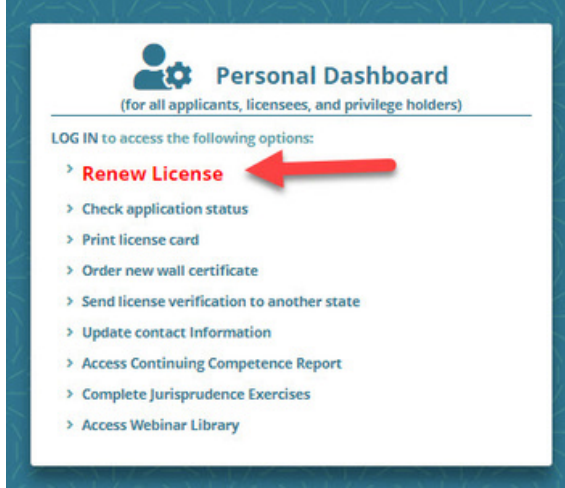 Personal Dashboard
(for all applicants, licensees, and privilege holders)
LOG IN to access the following options:
> Renew License
> Check application status
> Print license card
> Order new wall certificate
> Send license verification to another state
> Update contact Information
> Access Continuing Competence Report
> Complete Jurisprudence Exercises
> Access Webinar Library